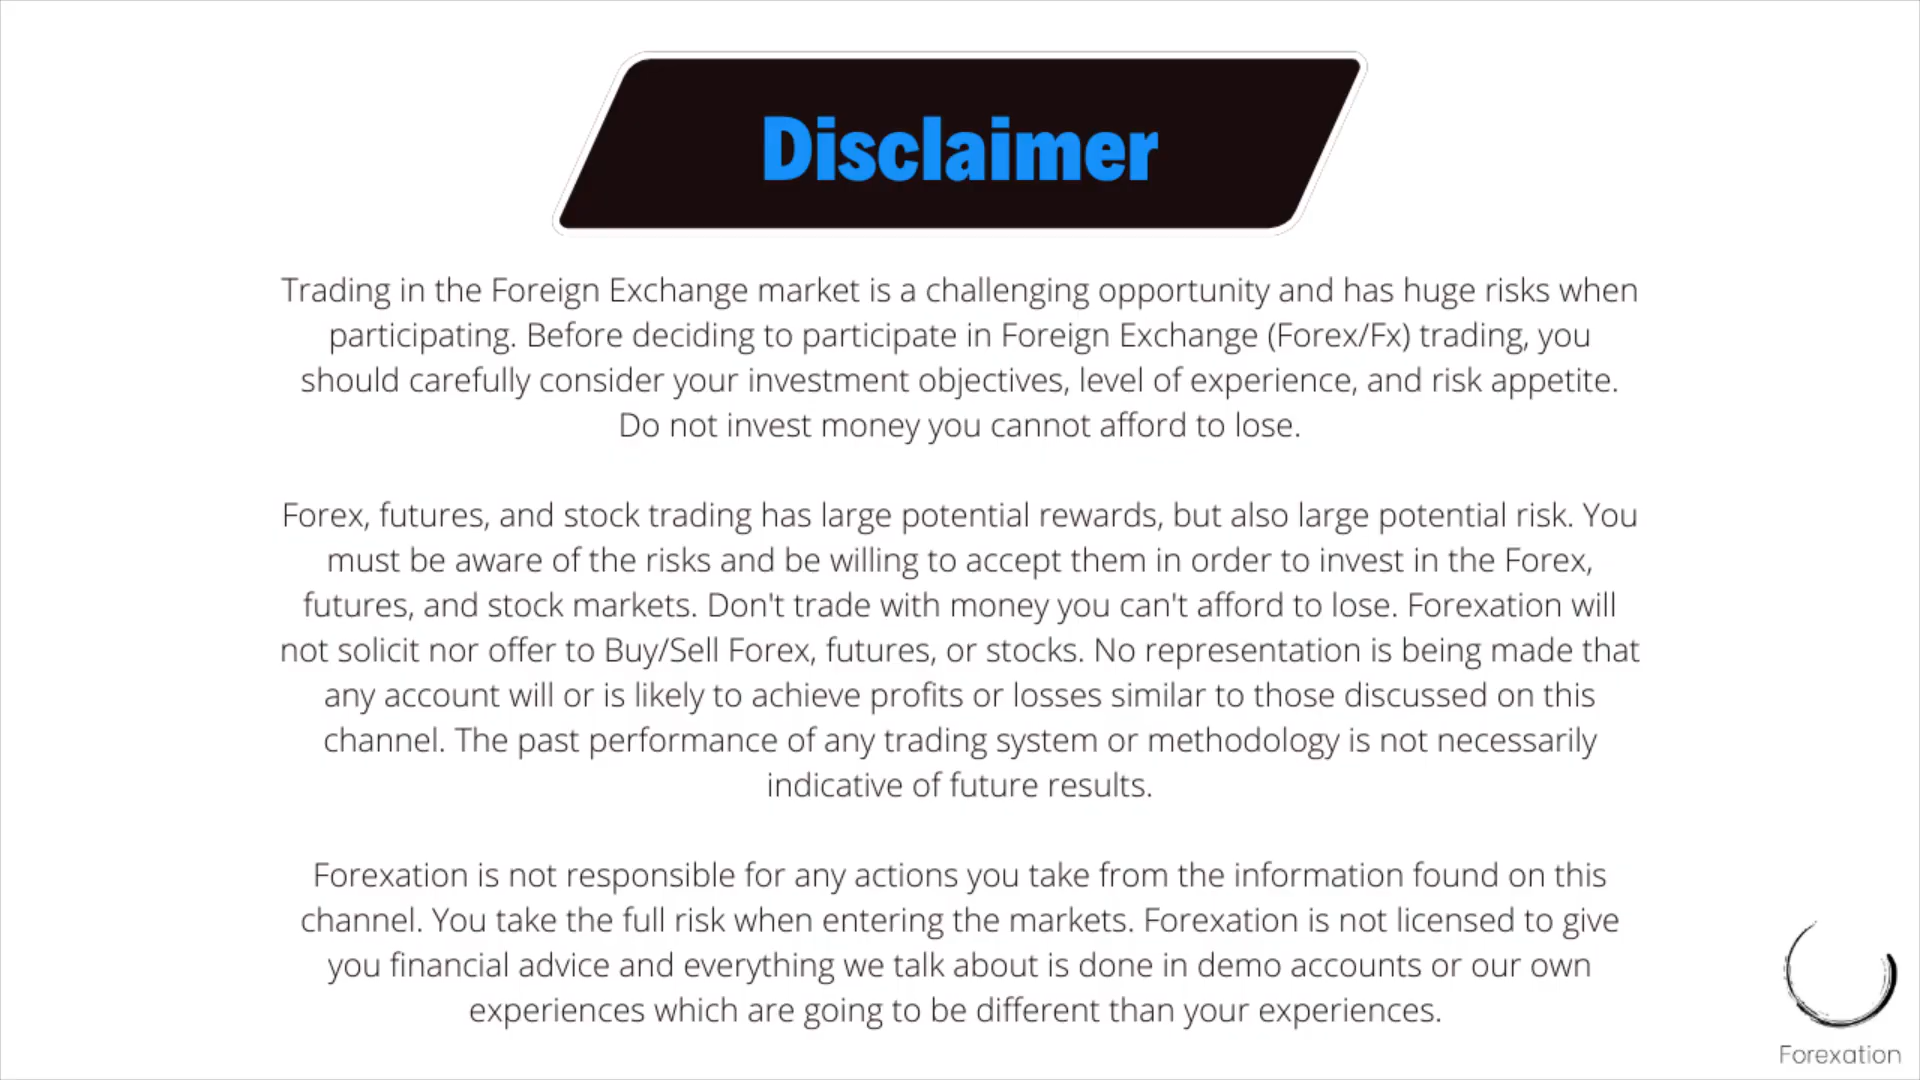 Disclaimer
Trading in the Foreign Exchange market is a challenging opportunity and has huge risks when
participating. Before deciding to participate in Foreign Exchange (Forex/Fx) trading, you
should carefully consider your investment objectives, level of experience, and risk appetite.
Do not invest money you cannot afford to lose.
Forex, futures, and stock trading has large potential rewards, but also large potential risk. You
must be aware of the risks and be willing to accept them in order to invest in the Forex,
futures, and stock markets. Don't trade with money you can't afford to lose. Forexation will
not solicit nor offer to Buy/Sell Forex, futures, or stocks. No representation is being made that
any account will or is likely to achieve profits or losses similar to those discussed on this
channel. The past performance of any trading system or methodology is not necessarily
indicative of future results.
Forexation is not responsible for any actions you take from the information found on this
channel. You take the full risk when entering the markets. Forexation is not licensed to give
you financial advice and everything we talk about is done in demo accounts or our own
experiences which are going to be different than your experiences.
Forexation